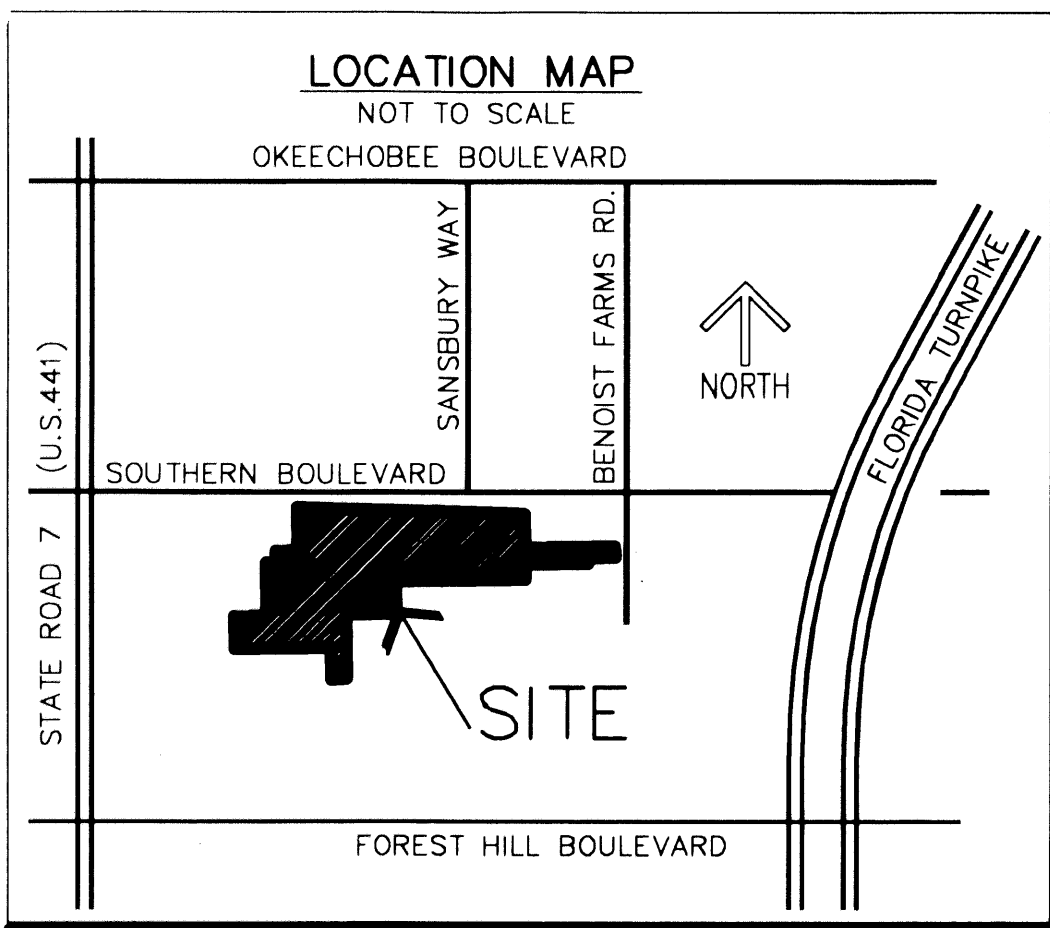 LOCATION MAP
NOT TO SCALE
OKEECHOBEE BOULEVARD
SANSBURY WAY
BENOIST FARMS RD.
NORTH
FLORIDA TURNPIKE
(U.S.441)
SOUTHERN BOULEVARD
STATE ROAD 7
SITE
FOREST HILL BOULEVARD